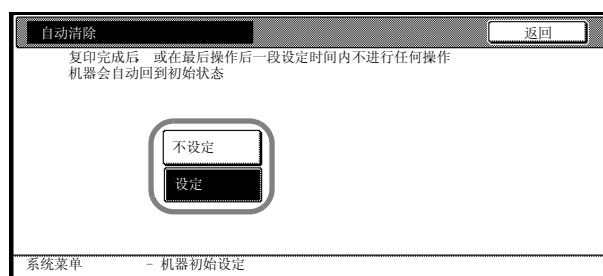 自动清除
返回
复印完成后 或在最后操作后一段设定时间内不进行任何操作
机器会自动回到初始状态
不设定
设定
系统菜单 - 机器初始设定